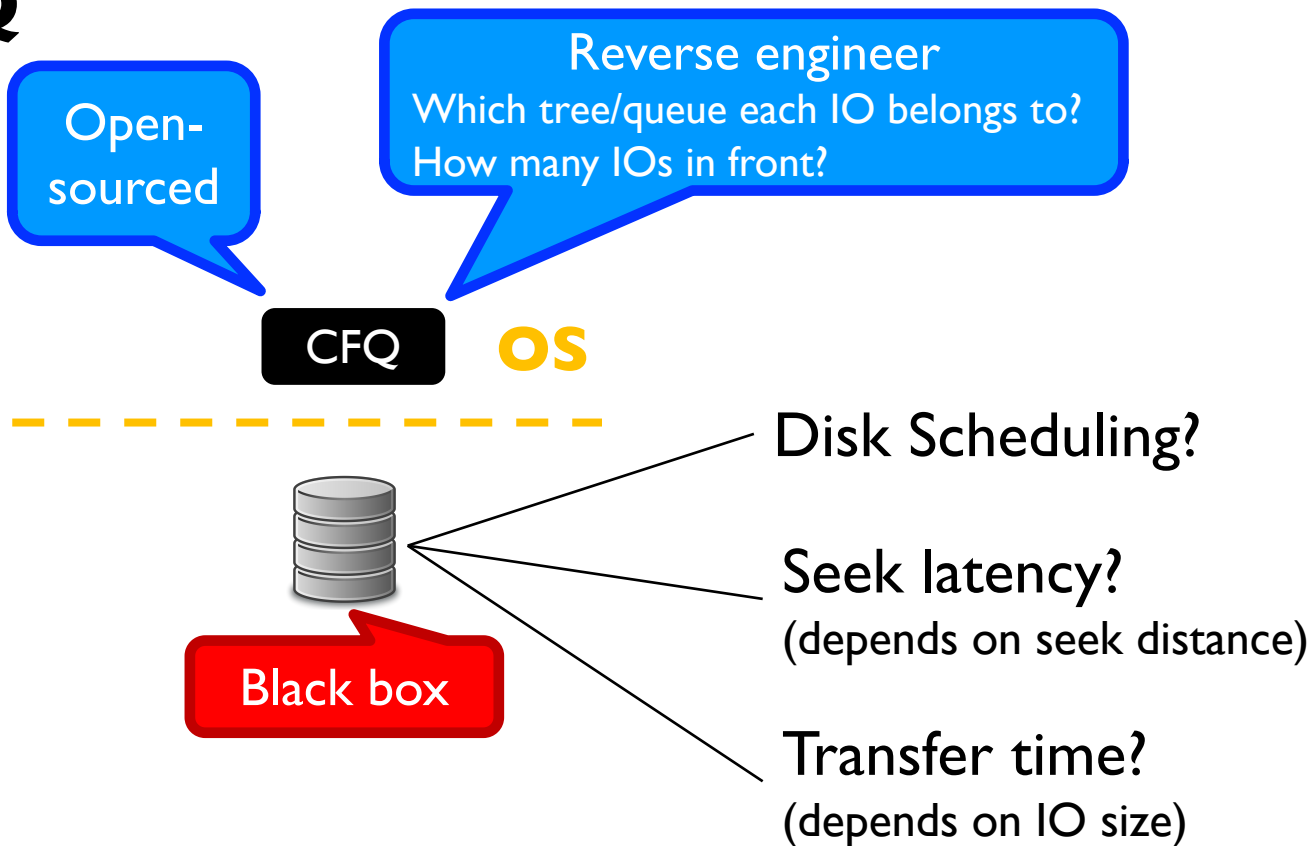 Q
Open-
sourced
Reverse engineer
Which tree/queue each IO belongs to?
How many IOs in front?
CFQ
OS
Disk Scheduling?
Seek latency?
(depends on seek distance)
Black box
Transfer time?
(depends on IO size)